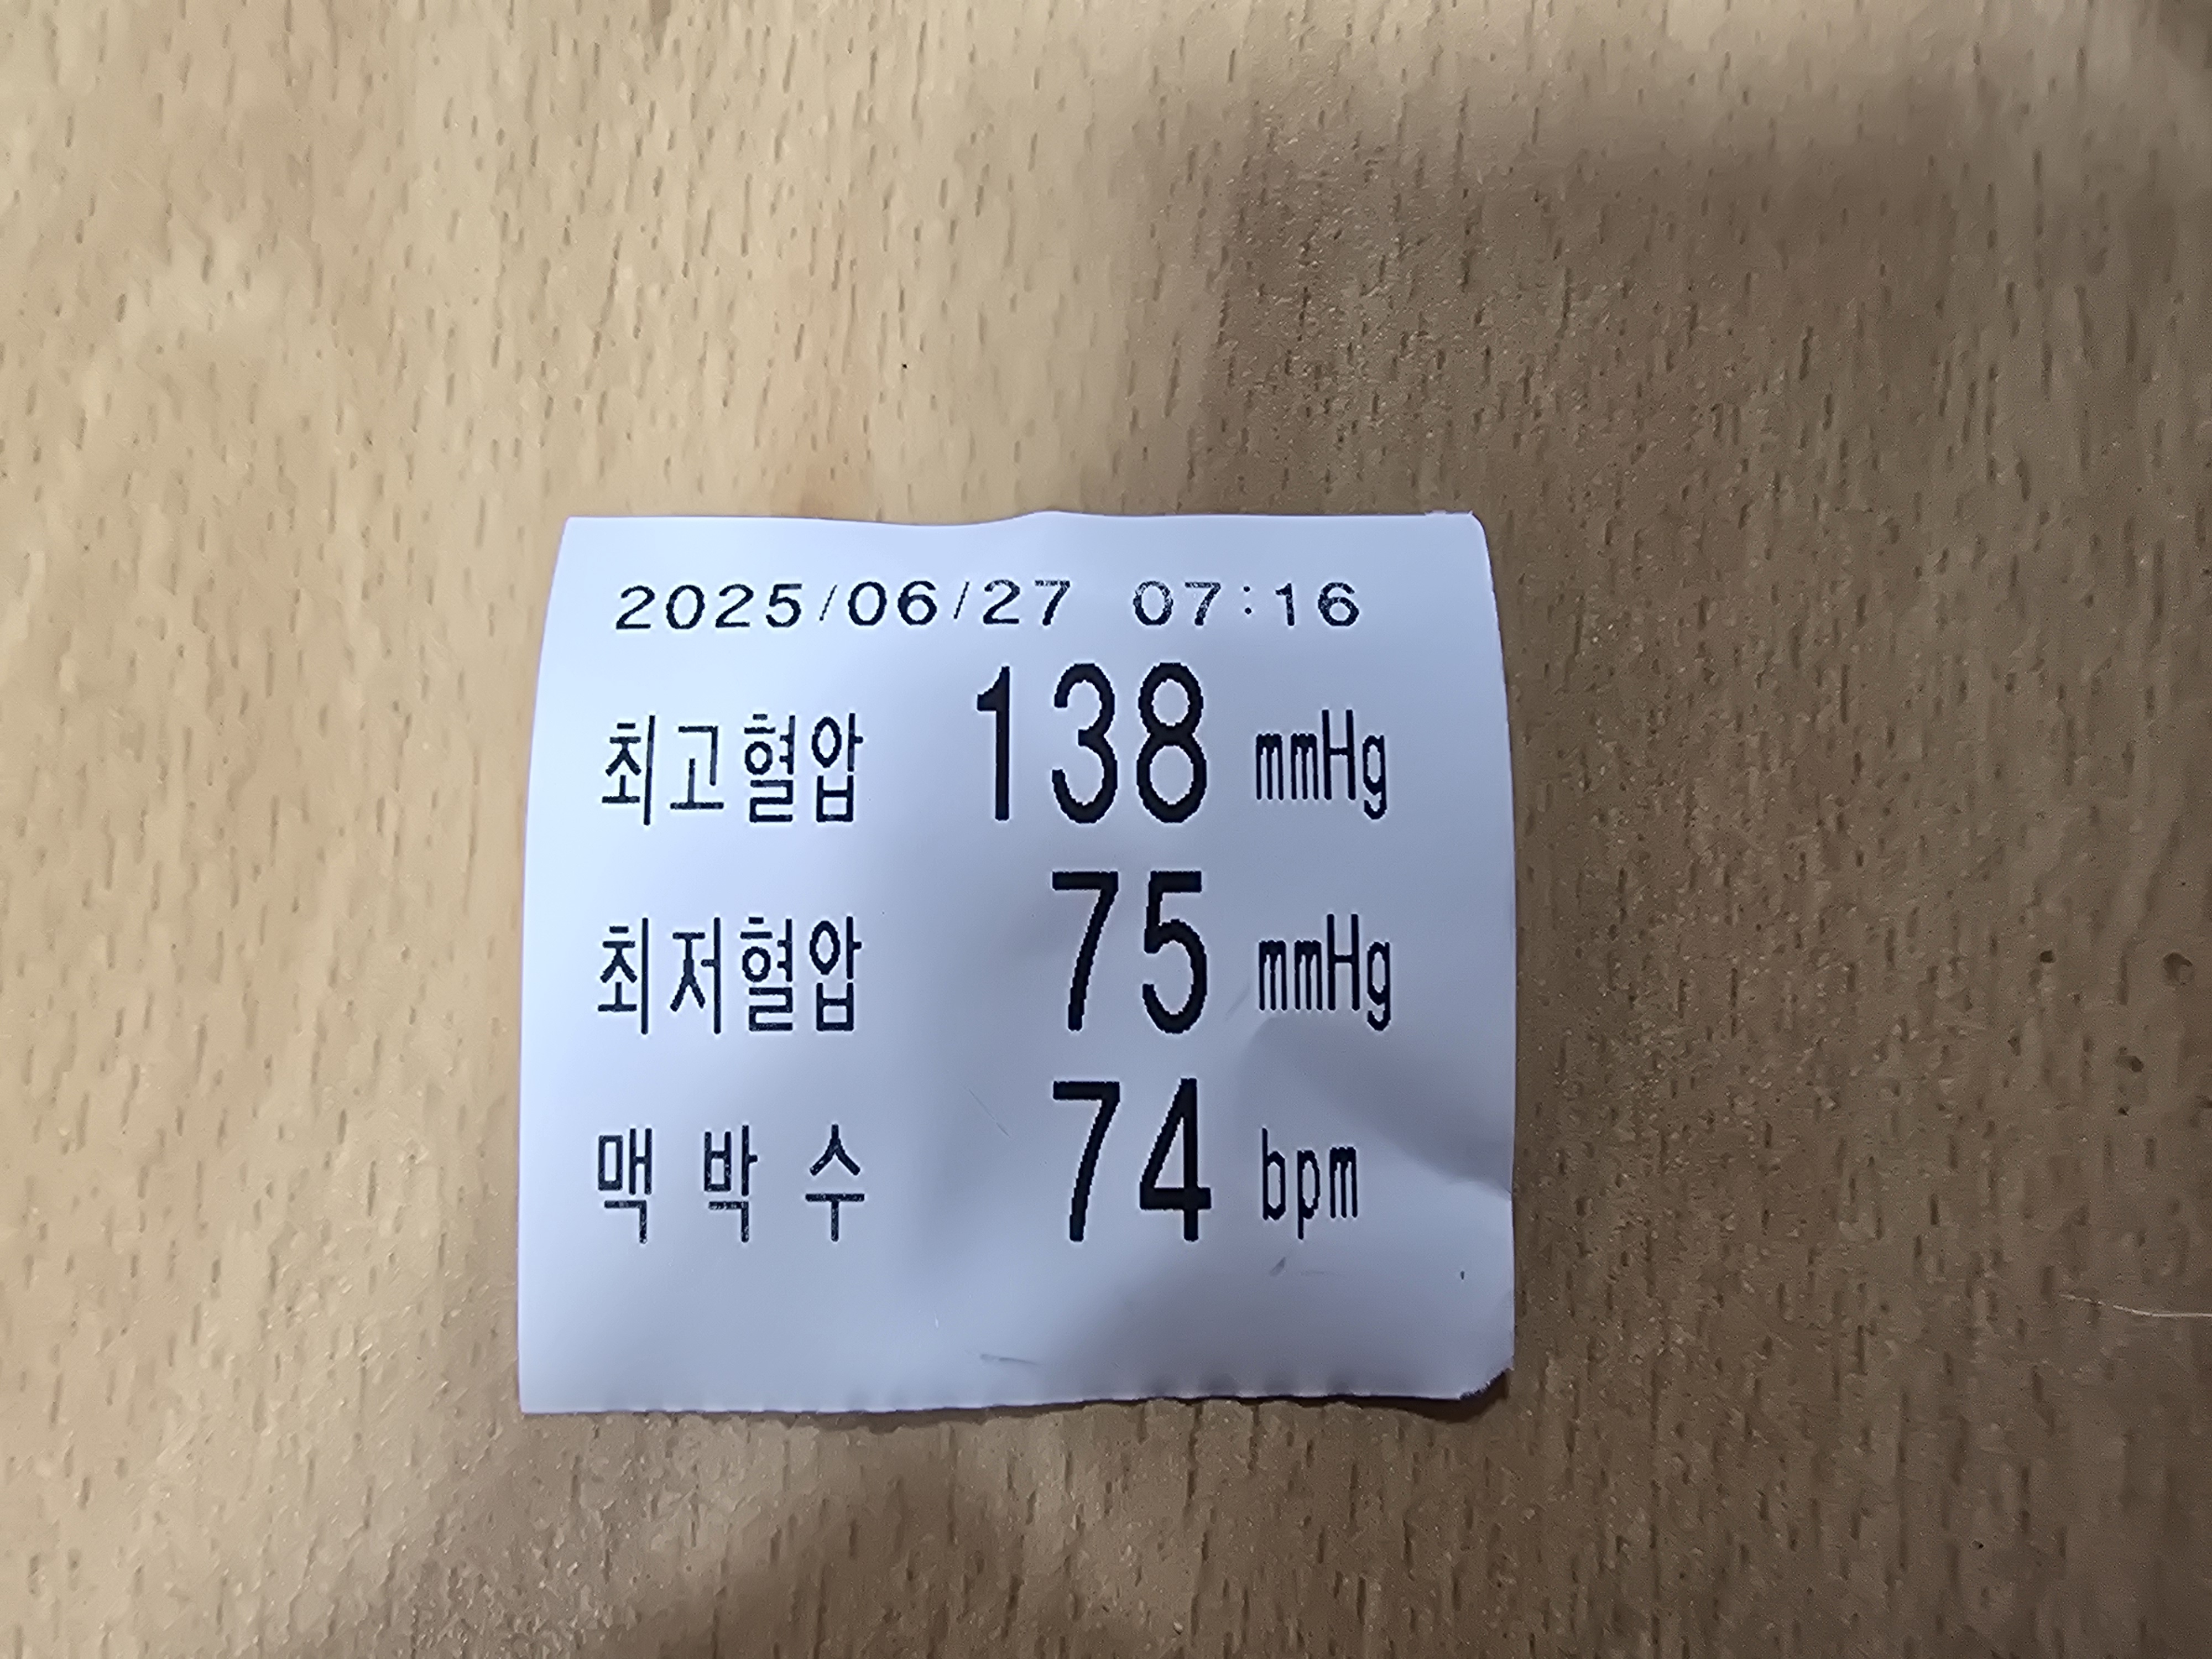 2025/06/27 07:16
최고혈압 138 mmHg
최저혈압 75 mmHg
맥 박 수 74 bpm